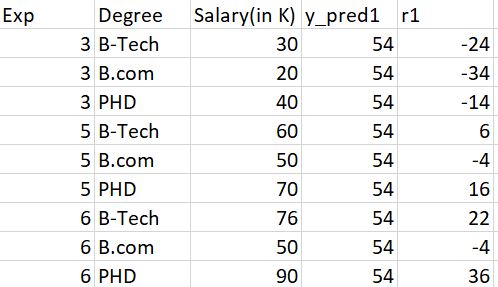 Exp Degree Salary(in K) y_pred1 r1
3 B-Tech 30 54 -24
3 B.com 20 54 -34
3 PHD 40 54 -14
5 B-Tech 60 54 6
5 B.com 50 54 -4
5 PHD 70 54 16
6 B-Tech 76 54 22
6 B.com 50 54 -4
6 PHD 90 54 36